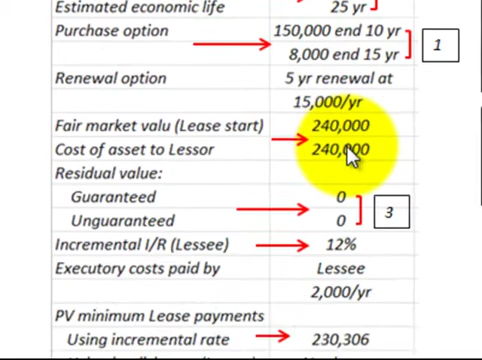 Estimated economic life 25 yr
Purchase option 150,000 end 10 yr
8,000 end 15 yr
1
Renewal option 5 yr renewal at
15,000/yr
Fair market valu (Lease start) 240,000
Cost of asset to Lessor 240,000
Residual value:
Guaranteed 0
Unguaranteed 0
3
Incremental I/R (Lessee) 12%
Executory costs paid by Lessee
2,000/yr
PV minimum Lease payments
Using incremental rate 230,306